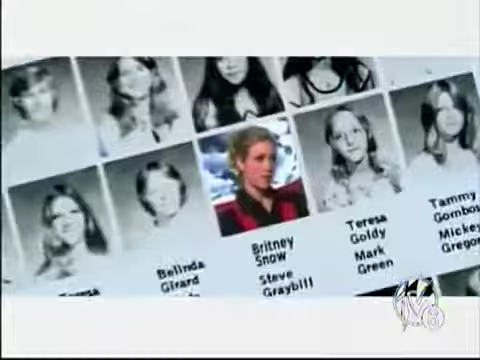 Belinda
Girard
Britney
Snow
Steve
Graybill
Teresa
Goldy
Mark
Green
Tammy
Gombos
Mickey
Gregor